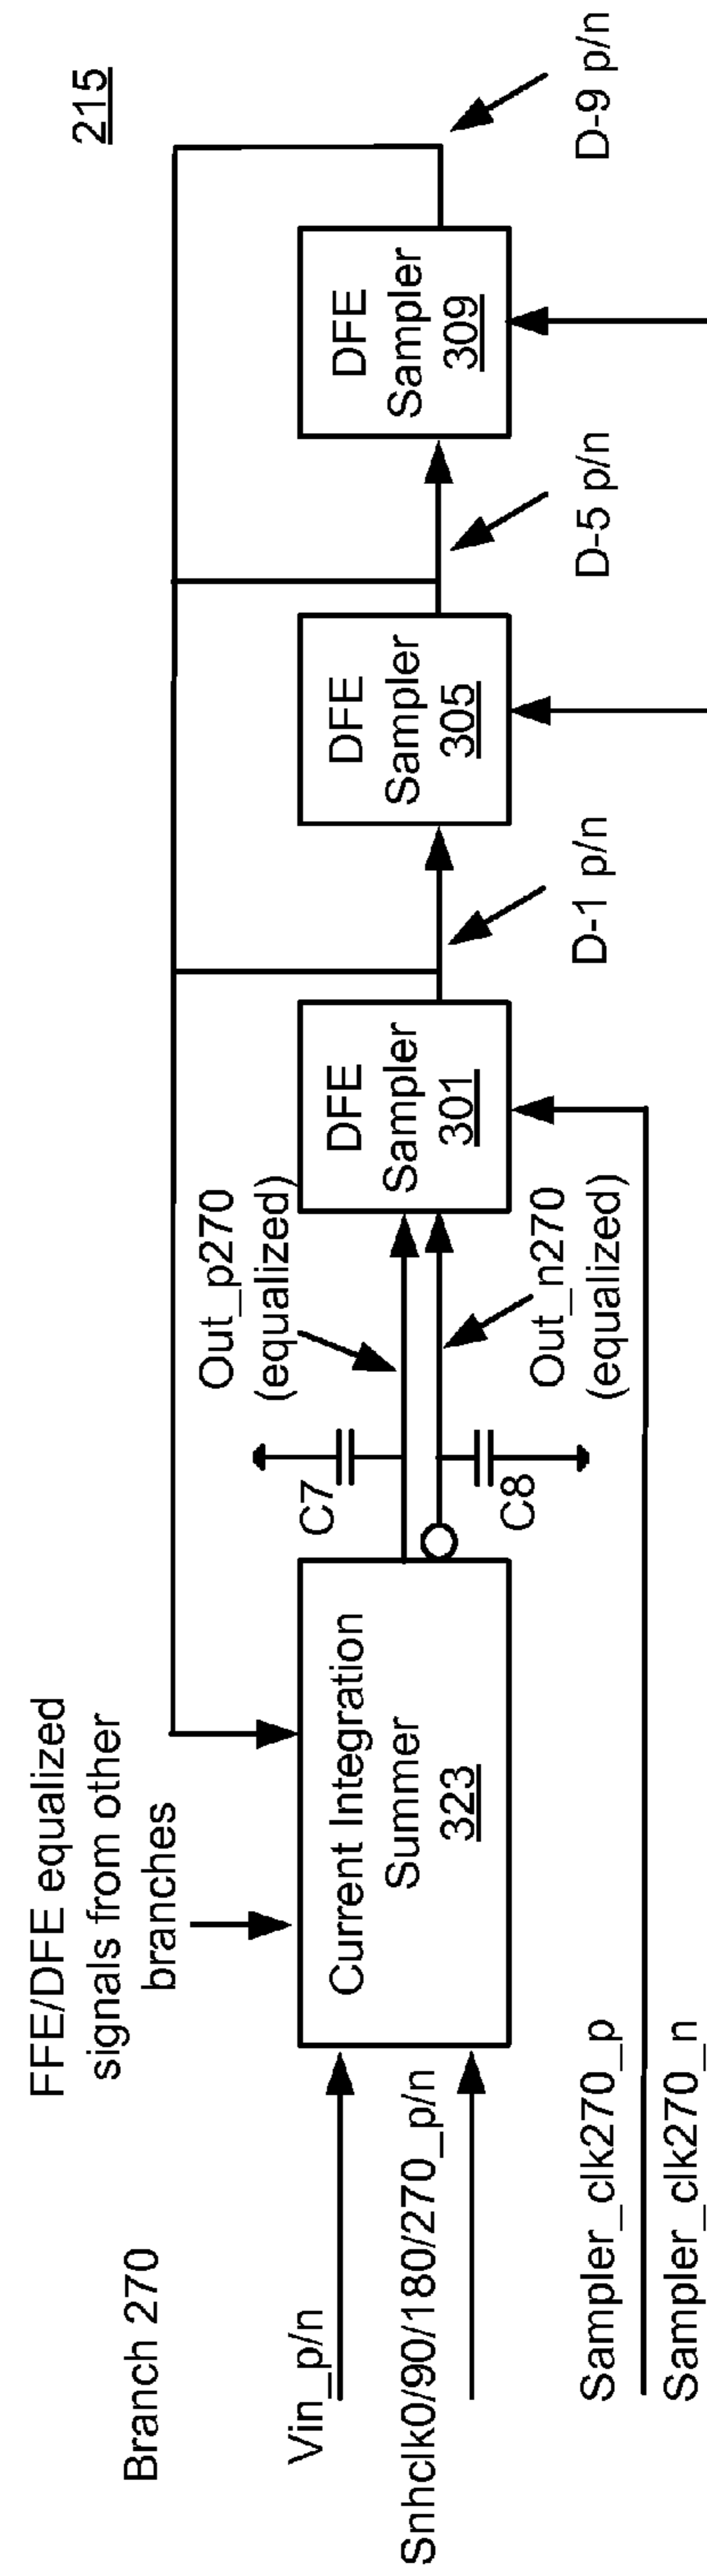 215
Branch 270
FFE/DFE equalized
signals from other
branches
Vin_p/n
Snhclk0/90/180/270_p/n
Current Integration
Summer
323
C7
C8
Out_p270
(equalized)
Out_n270
(equalized)
DFE
Sampler
301
D-1 p/n
DFE
Sampler
305
D-5 p/n
DFE
Sampler
309
D-9 p/n
Sampler_clk270_p
Sampler_clk270_n